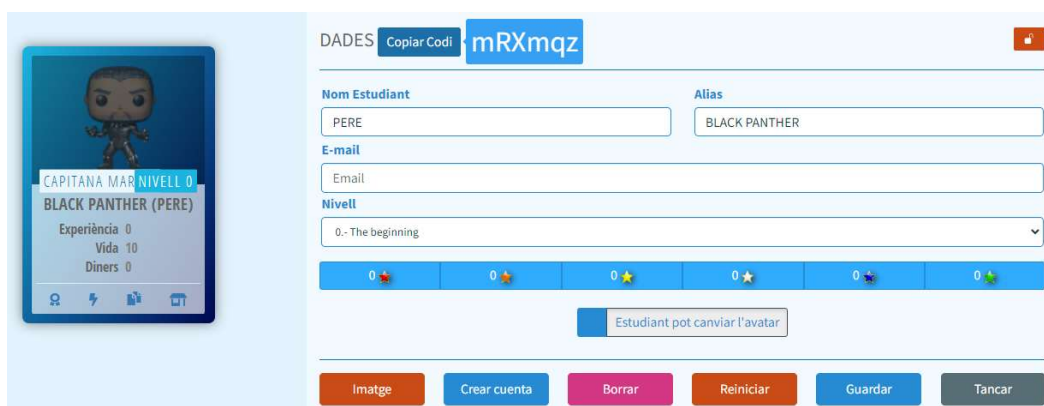 CAPITANA MAR NIVELL 0
BLACK PANTHER (PERE)
Experiència 0
Vida 10
Diners 0
DADES Copiar Codi mRXmqz
Nom Estudiant Alias
PERE BLACK PANTHER
E-mail
Email
Nivell
0.- The beginning
0 0 0 0 0 0
Estudiant pot canviar l'avatar
Imatge Crear cuenta Borrar Reiniciar Guardar Tancar